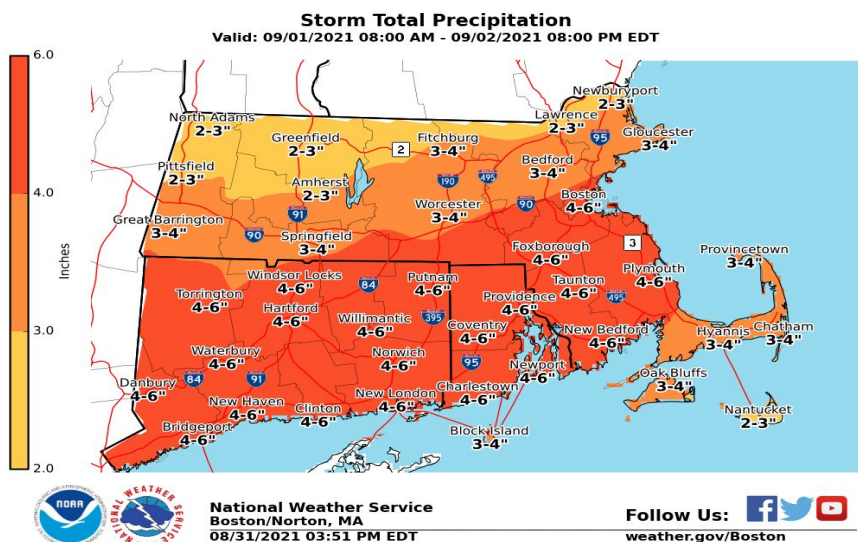 Storm Total Precipitation
Valid: 09/01/2021 08:00 AM - 09/02/2021 08:00 PM EDT
6.0
4.0
3.0
2.0
Inches
Newburyport
2-3"
North Adams
2-3"
Lawrence
2-3"
Greenfield
2-3"
Fitchburg
3-4"
Gloucester
3-4"
2
95
Pittsfield
2-3"
Bedford
3-4"
Amherst
2-3"
190
495
Boston
4-6"
Great Barrington
3-4"
91
Worcester
3-4"
90
90
Springfield
3-4"
3
Foxborough
4-6"
Provincetown
3-4"
Windsor Locks
4-6"
84
Putnam
4-6"
Taunton
4-6"
Plymouth
4-6"
Torrington
4-6"
Hartford
4-6"
Providence
4-6"
495
Willimantic
4-6"
395
Coventry
4-6"
New Bedford
4-6"
Hyannis
3-4"
Chatham
3-4"
Waterbury
4-6"
Norwich
4-6"
95
Newport
4-6"
Oak Bluffs
3-4"
Danbury
4-6"
84
91
New Haven
4-6"
Clinton
4-6"
New London
4-6"
Charlestown
4-6"
Nantucket
2-3"
Bridgeport
4-6"
Block Island
3-4"
NOAA
NATIONAL WEATHER SERVICE
National Weather Service
Boston/Norton, MA
08/31/2021 03:51 PM EDT
Follow Us:
weather.gov/Boston